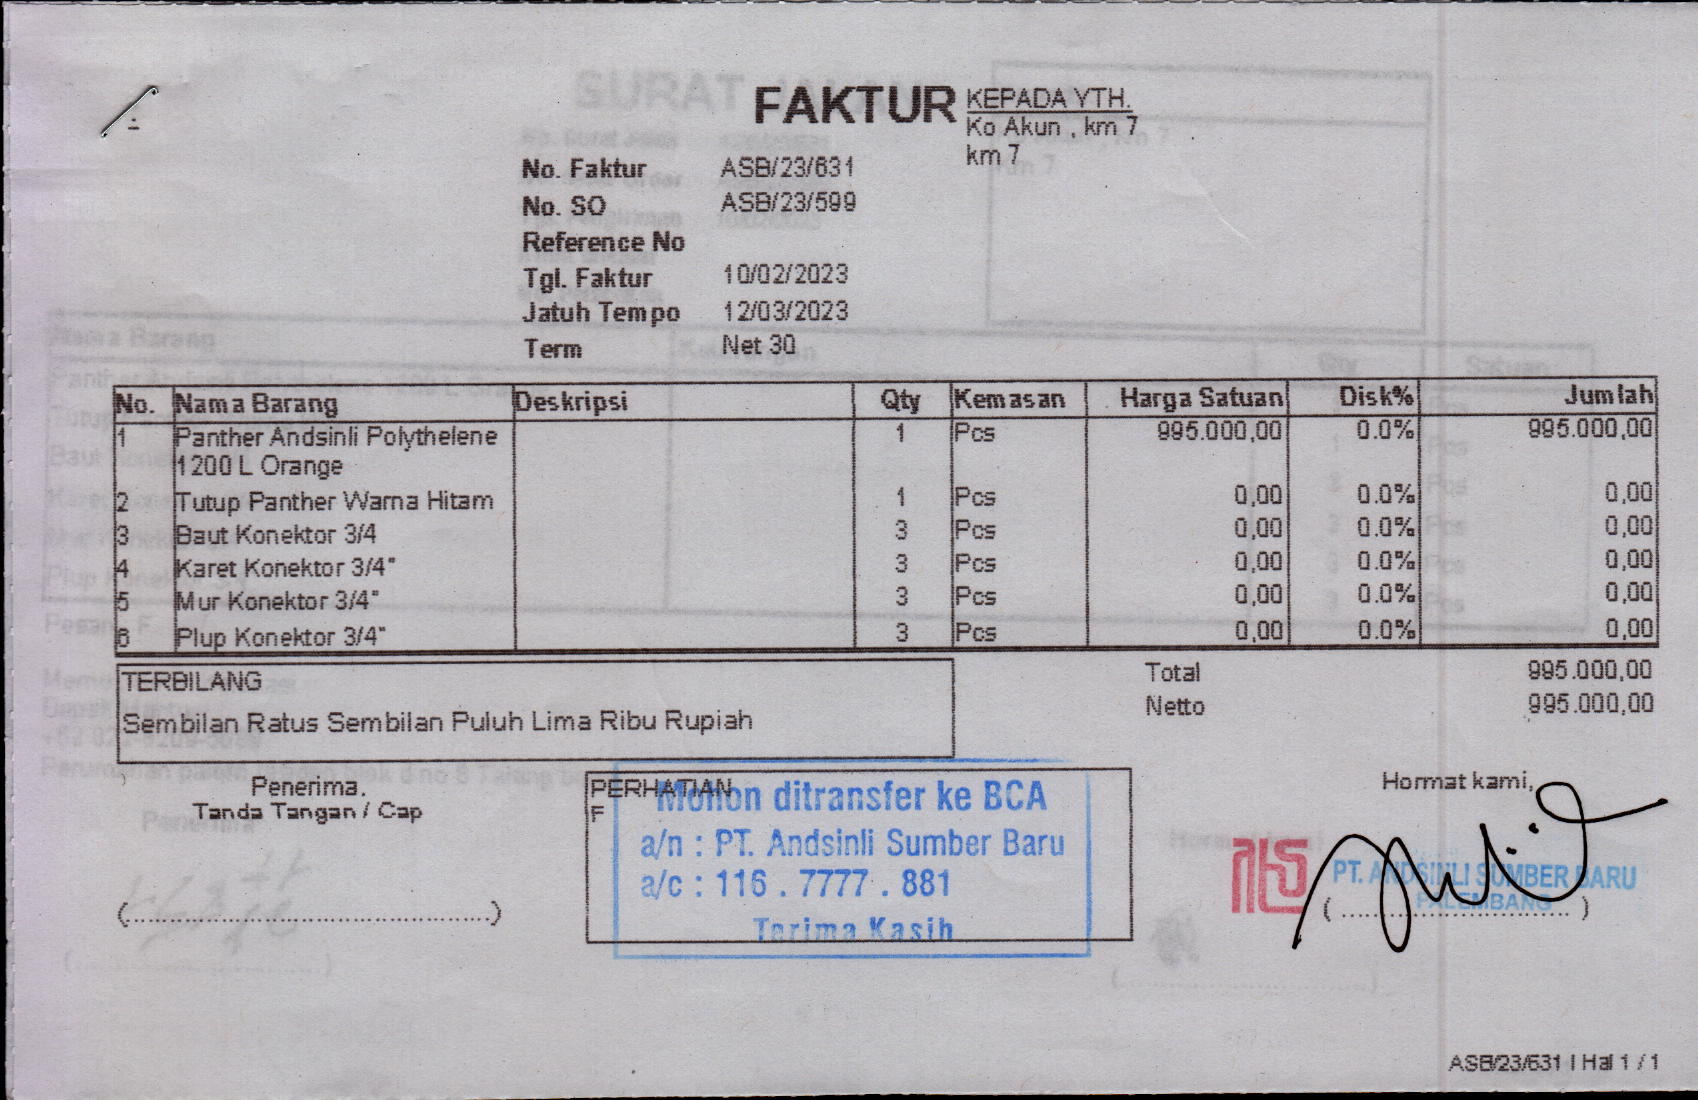 FAKTUR
KEPADA YTH.
Ko Akun , km 7
km 7
No. Faktur ASB/23/631
No. SO ASB/23/599
Reference No
Tgl. Faktur 10/02/2023
Jatuh Tempo 12/03/2023
Term Net 30
No. Nama Barang Deskripsi Qty Kemasan Harga Satuan Disk% Jumlah
1 Panther Andsinli Polythelene 1 Pcs 995.000,00 0.0% 995.000,00
1200 L Orange
2 Tutup Panther Warna Hitam 1 Pcs 0,00 0.0% 0,00
3 Baut Konektor 3/4 3 Pcs 0,00 0.0% 0,00
4 Karet Konektor 3/4" 3 Pcs 0,00 0.0% 0,00
5 Mur Konektor 3/4" 3 Pcs 0,00 0.0% 0,00
6 Plup Konektor 3/4" 3 Pcs 0,00 0.0% 0,00
TERBILANG
Sembilan Ratus Sembilan Puluh Lima Ribu Rupiah
Total 995.000,00
Netto 995.000,00
Penerima.
Tanda Tangan / Cap
(......................................................)
PERHATIAN
F
Mohon ditransfer ke BCA
a/n : PT. Andsinli Sumber Baru
a/c : 116 . 7777 . 881
Terima Kasih
Hormat kami,
PT. ANDSINLI SUMBER BARU
PALEMBANG
(..................................)
ASB/23/631 I Hal 1 / 1